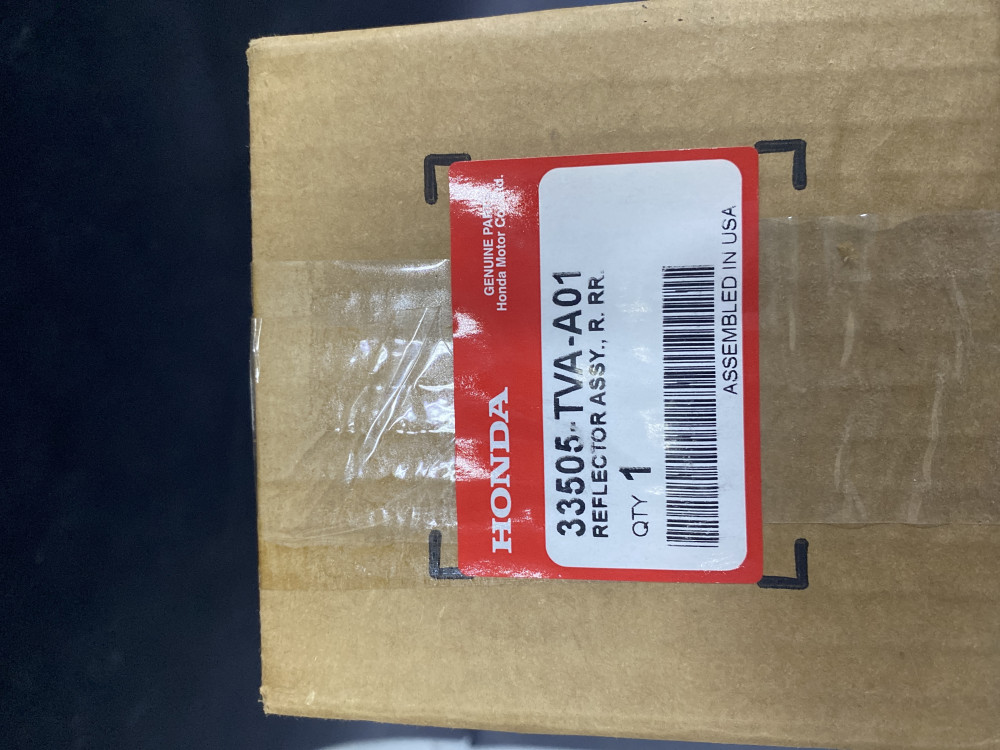 HONDA
GENUINE PARTS
Honda Motor Co., Ltd.
33505-TVA-A01
REFLECTOR ASSY., R. RR.
QTY 1
ASSEMBLED IN USA